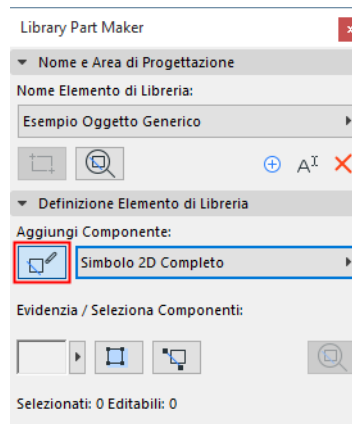 Library Part Maker
Nome e Area di Progettazione
Nome Elemento di Libreria:
Esempio Oggetto Generico
Definizione Elemento di Libreria
Aggiungi Componente:
Simbolo 2D Completo
Evidenzia / Seleziona Componenti:
Selezionati: 0 Editabili: 0